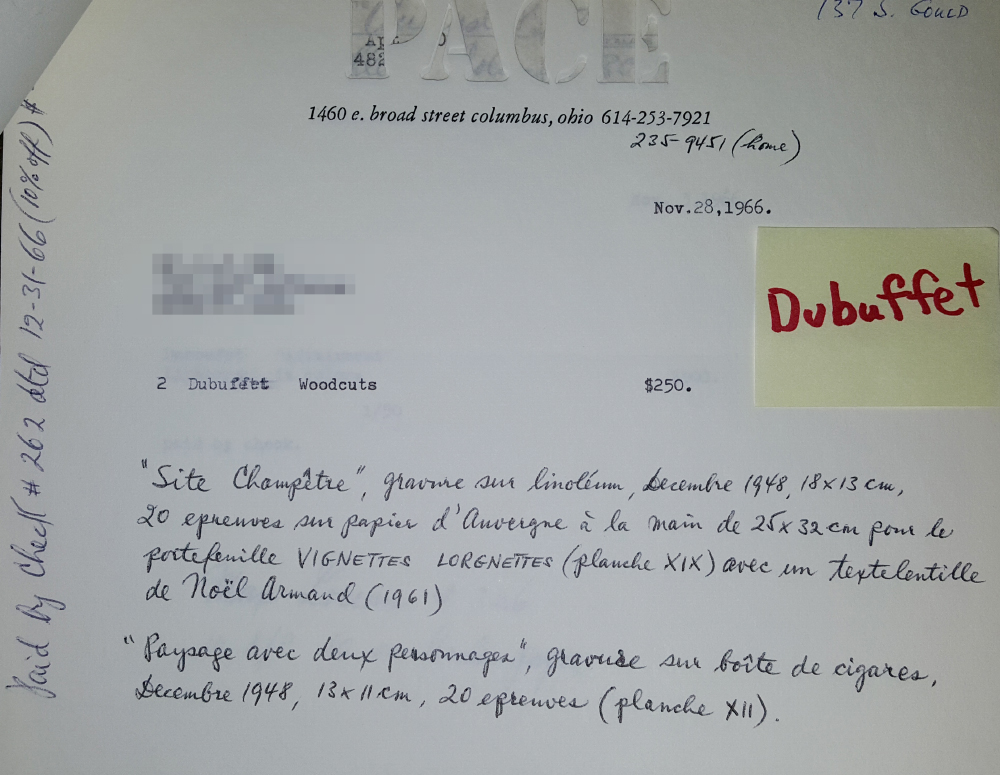 137 S. GOULD
PACE
482
1460 e. broad street columbus, ohio 614-253-7921
235-9451 (home)
Nov.28,1966.
Dubuffet
2 Dubuffet Woodcuts $250.
"Site Champêtre", gravure sur linoléum, Decembre 1948, 18x13 cm,
20 epreuves sur papier d'Auvergne à la main de 25x32 cm pour le
portefeuille VIGNETTES LORGNETTES (planche XIX) avec un textelentille
de Noël Armand (1961)
"Paysage avec deux personnages", gravure sur boîte de cigares,
Decembre 1948, 13x11 cm, 20 epreuves (planche XII).
Paid by Check # 262 dtd 12-31-66 (10% off) #